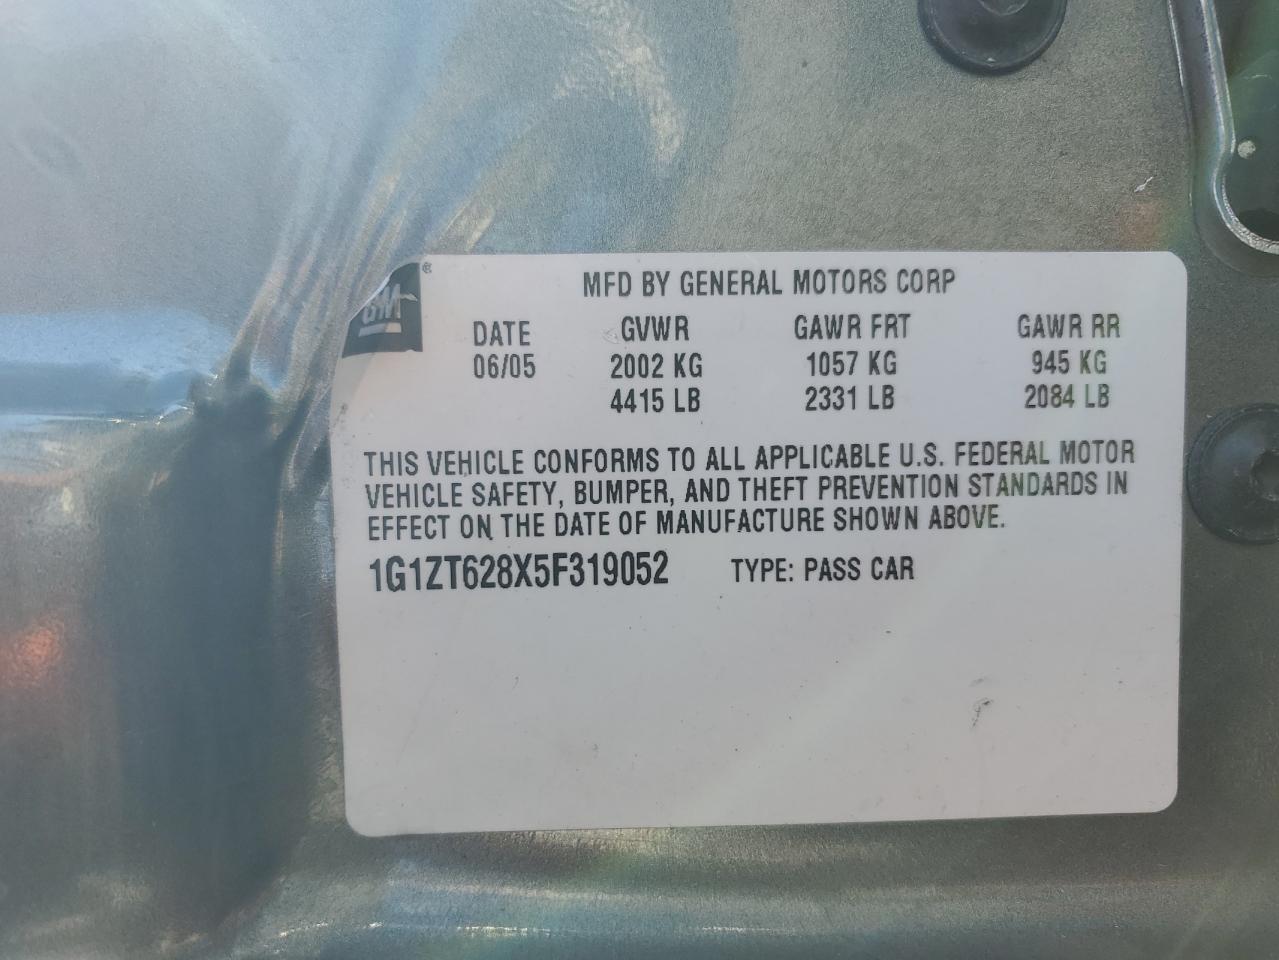 GM
MFD BY GENERAL MOTORS CORP
DATE GVWR GAWR FRT GAWR RR
06/05 2002 KG 1057 KG 945 KG
4415 LB 2331 LB 2084 LB
THIS VEHICLE CONFORMS TO ALL APPLICABLE U.S. FEDERAL MOTOR
VEHICLE SAFETY, BUMPER, AND THEFT PREVENTION STANDARDS IN
EFFECT ON THE DATE OF MANUFACTURE SHOWN ABOVE.
1G1ZT628X5F319052 TYPE: PASS CAR